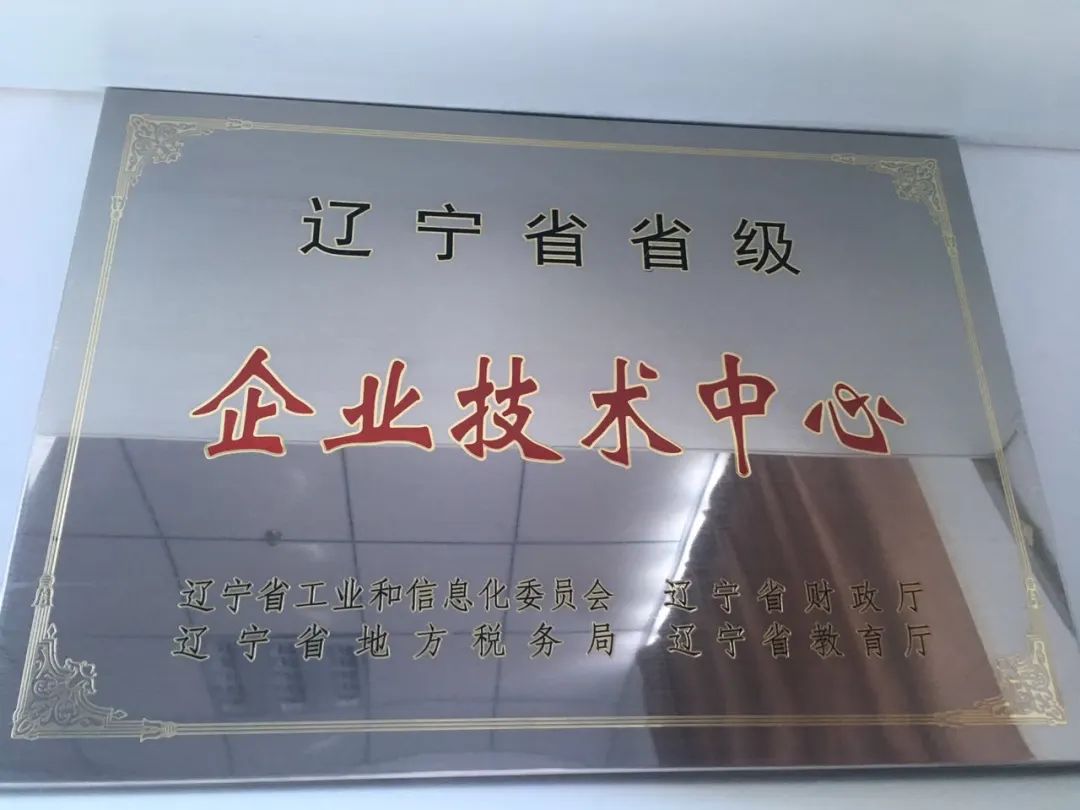 辽宁省省级
企业技术中心
辽宁省工业和信息化委员会 辽宁省财政厅
辽宁省地方税务局 辽宁省教育厅